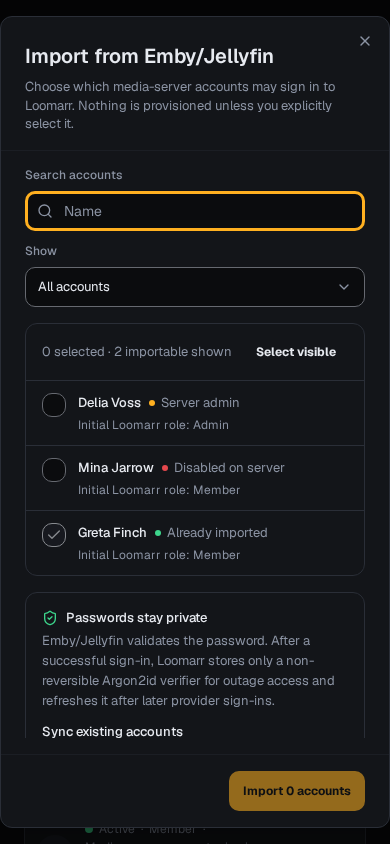 Import from Emby/Jellyfin
Choose which media-server accounts may sign in to
Loomarr. Nothing is provisioned unless you explicitly
select it.
Search accounts
Name
Show
All accounts
0 selected · 2 importable shown
Select visible
Delia Voss
Server admin
Initial Loomarr role: Admin
Mina Jarrow
Disabled on server
Initial Loomarr role: Member
Greta Finch
Already imported
Initial Loomarr role: Member
Passwords stay private
Emby/Jellyfin validates the password. After a
successful sign-in, Loomarr stores only a non-
reversible Argon2id verifier for outage access and
refreshes it after later provider sign-ins.
Sync existing accounts
Import 0 accounts
Active · Member ·